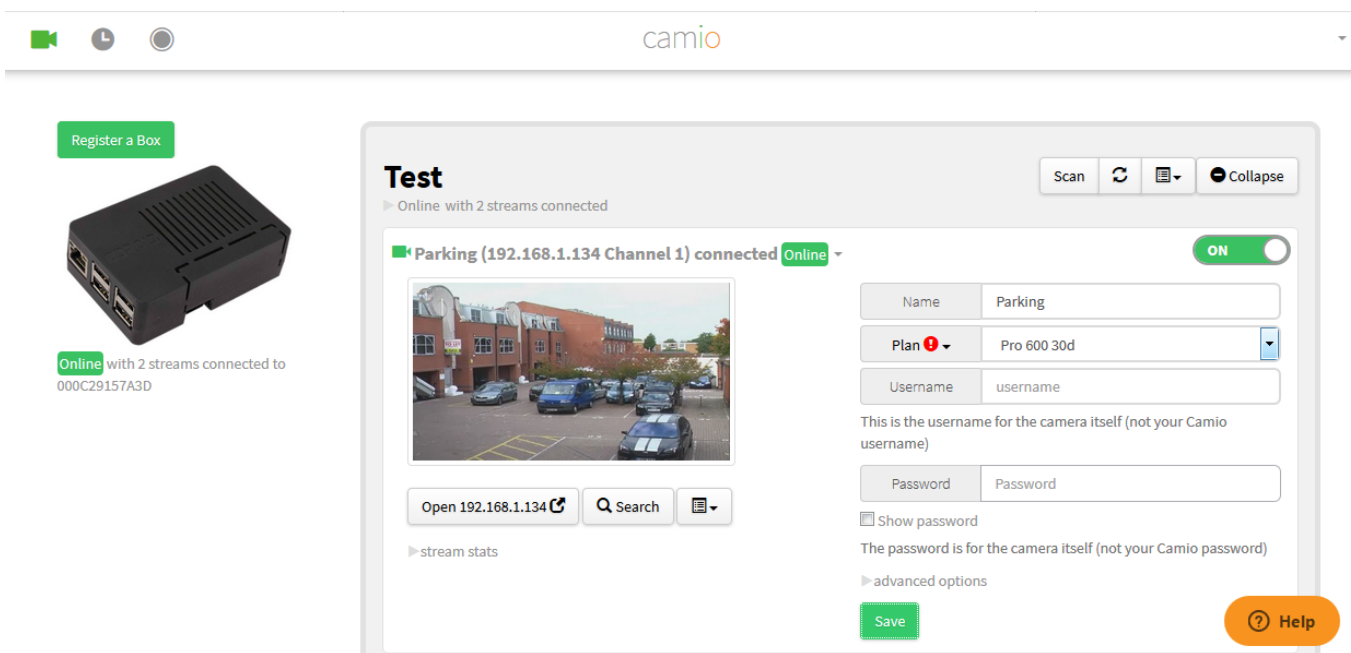 camio
Register a Box
Online with 2 streams connected to
000C29157A3D
Test
Online with 2 streams connected
Scan
Collapse
Parking (192.168.1.134 Channel 1) connected Online
ON
Open 192.168.1.134
Search
stream stats
Name Parking
Plan Pro 600 30d
Username username
This is the username for the camera itself (not your Camio
username)
Password Password
Show password
The password is for the camera itself (not your Camio password)
advanced options
Save
Help